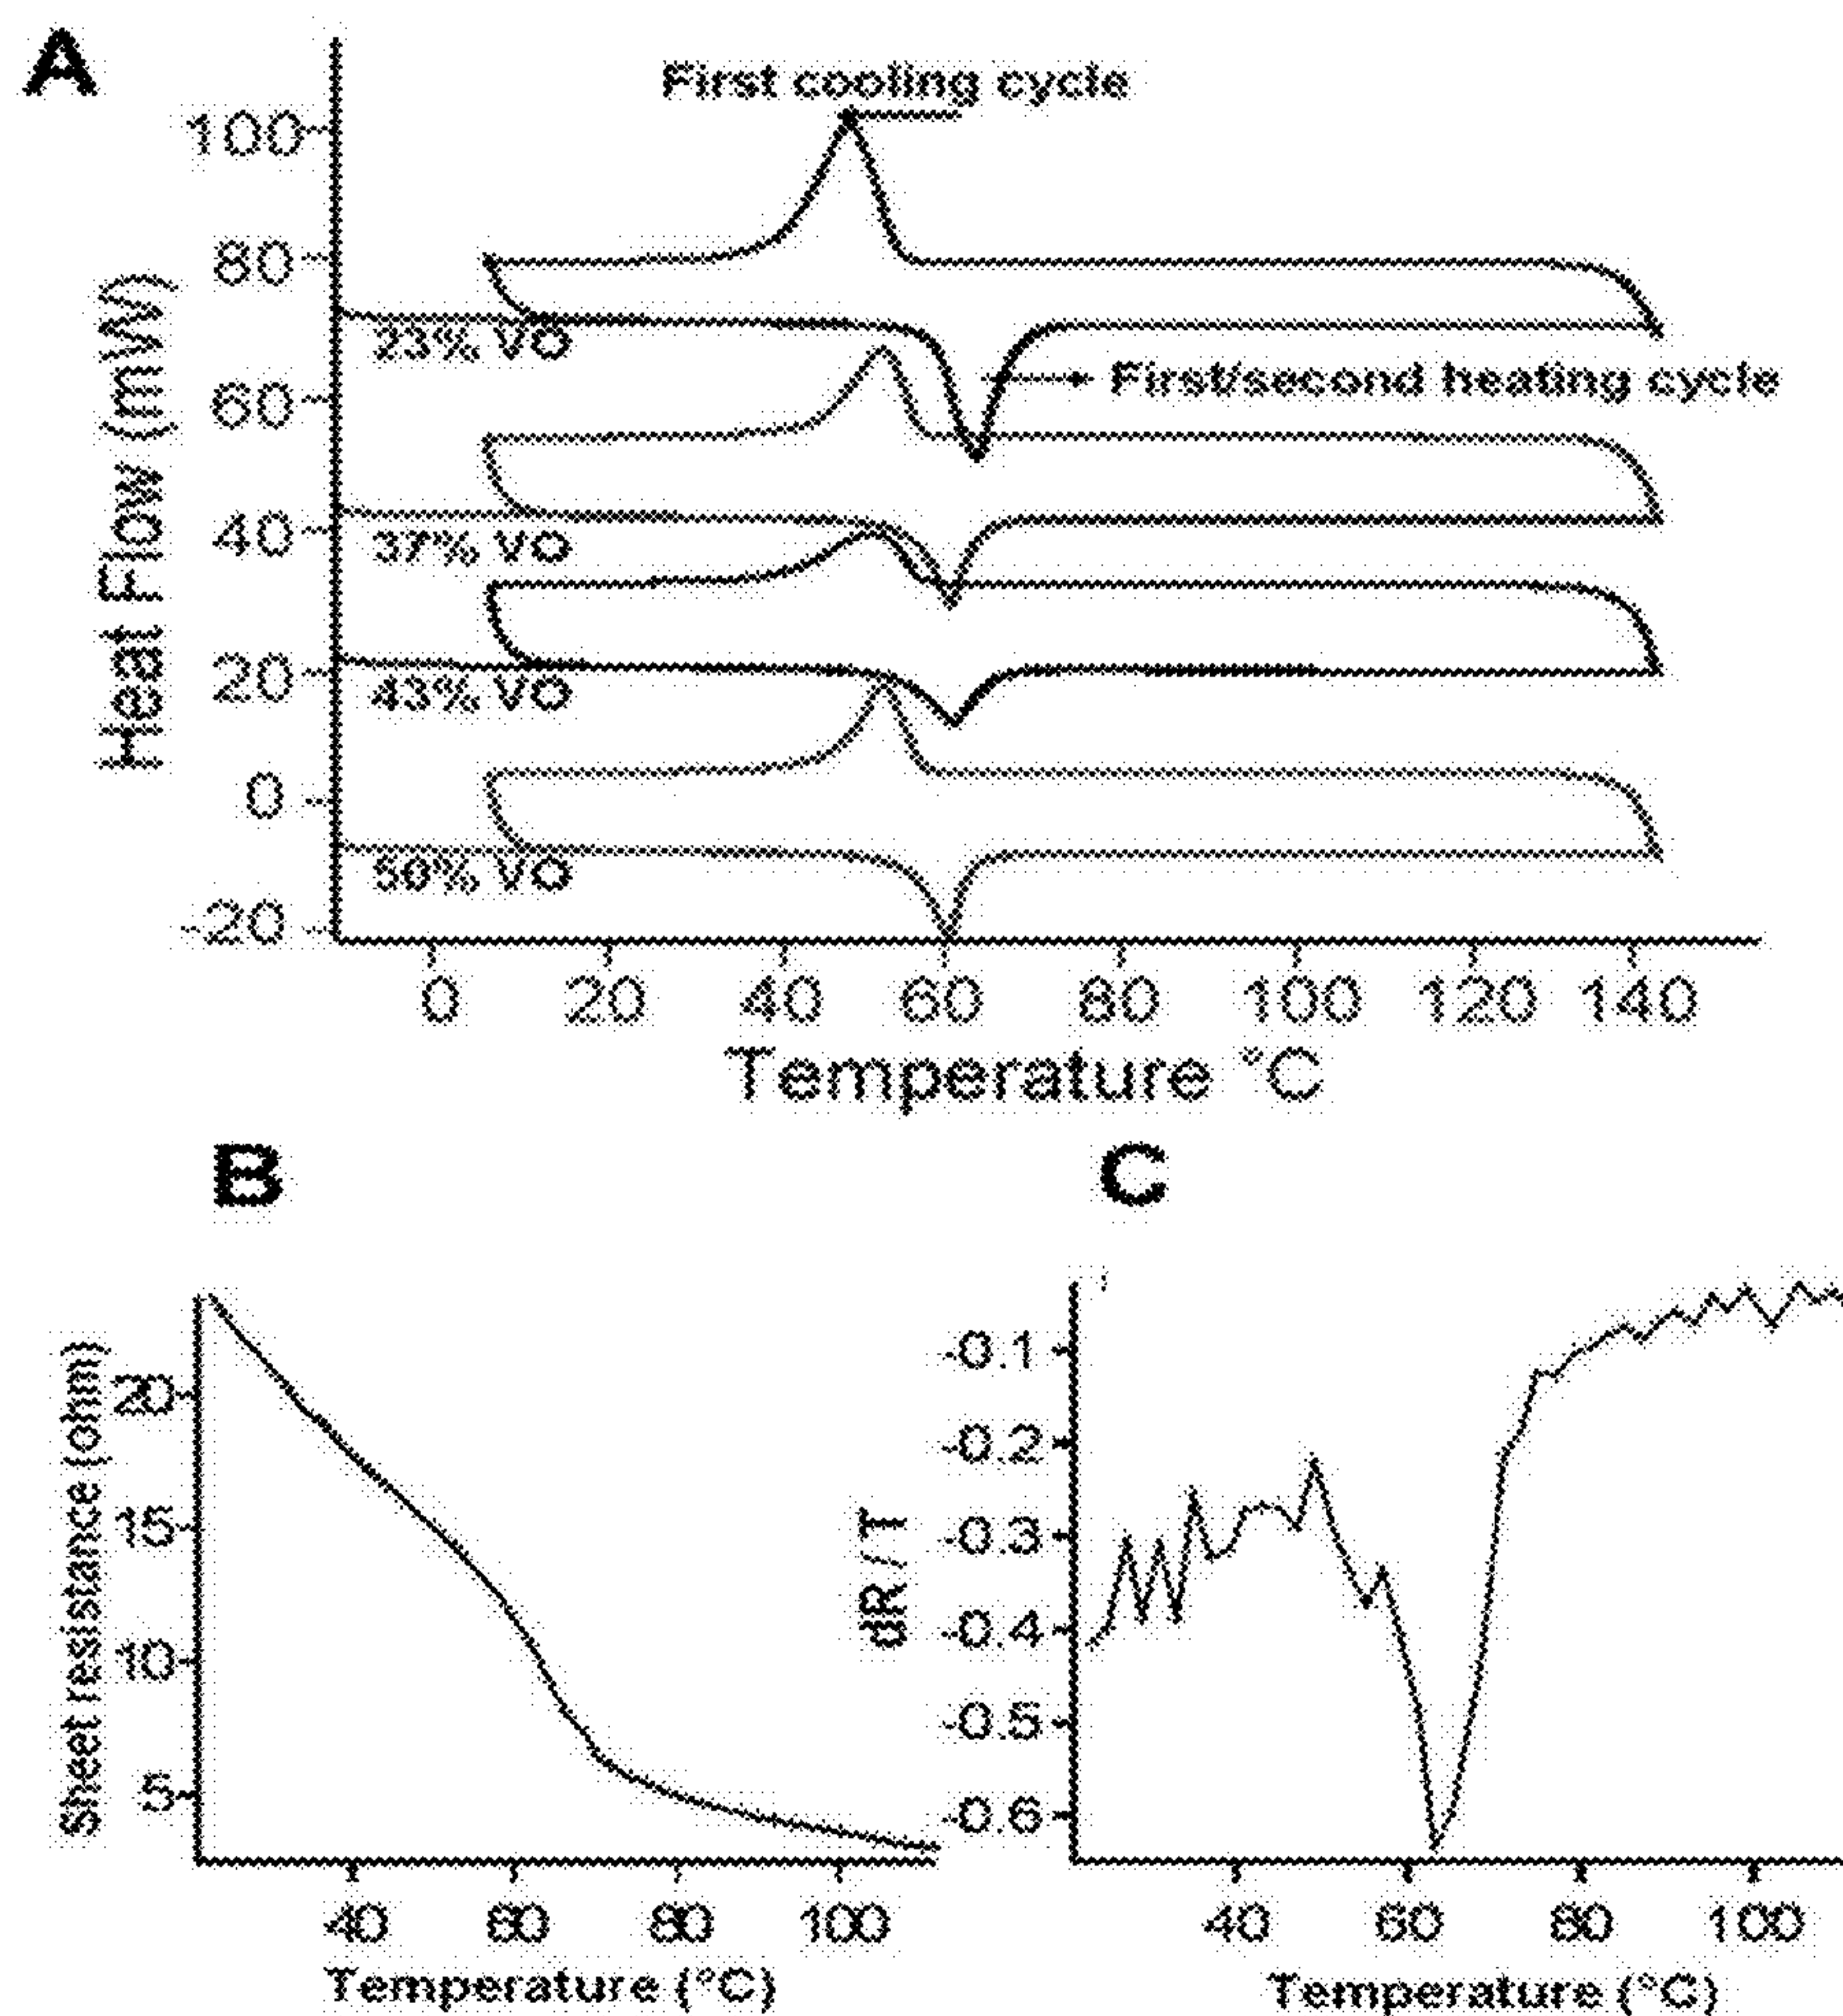 A
First cooling cycle
100
80
23% VO
First/second heating cycle
60
40
37% VO
20
43% VO
0
50% VO
-20
Heat Flow (mW)
0 20 40 60 80 100 120 140
Temperature °C
B
Sheet resistance (ohm)
20
15
10
5
40 60 80 100
Temperature (°C)
C
dR / T
-0.1
-0.2
-0.3
-0.4
-0.5
-0.6
40 60 80 100
Temperature (°C)